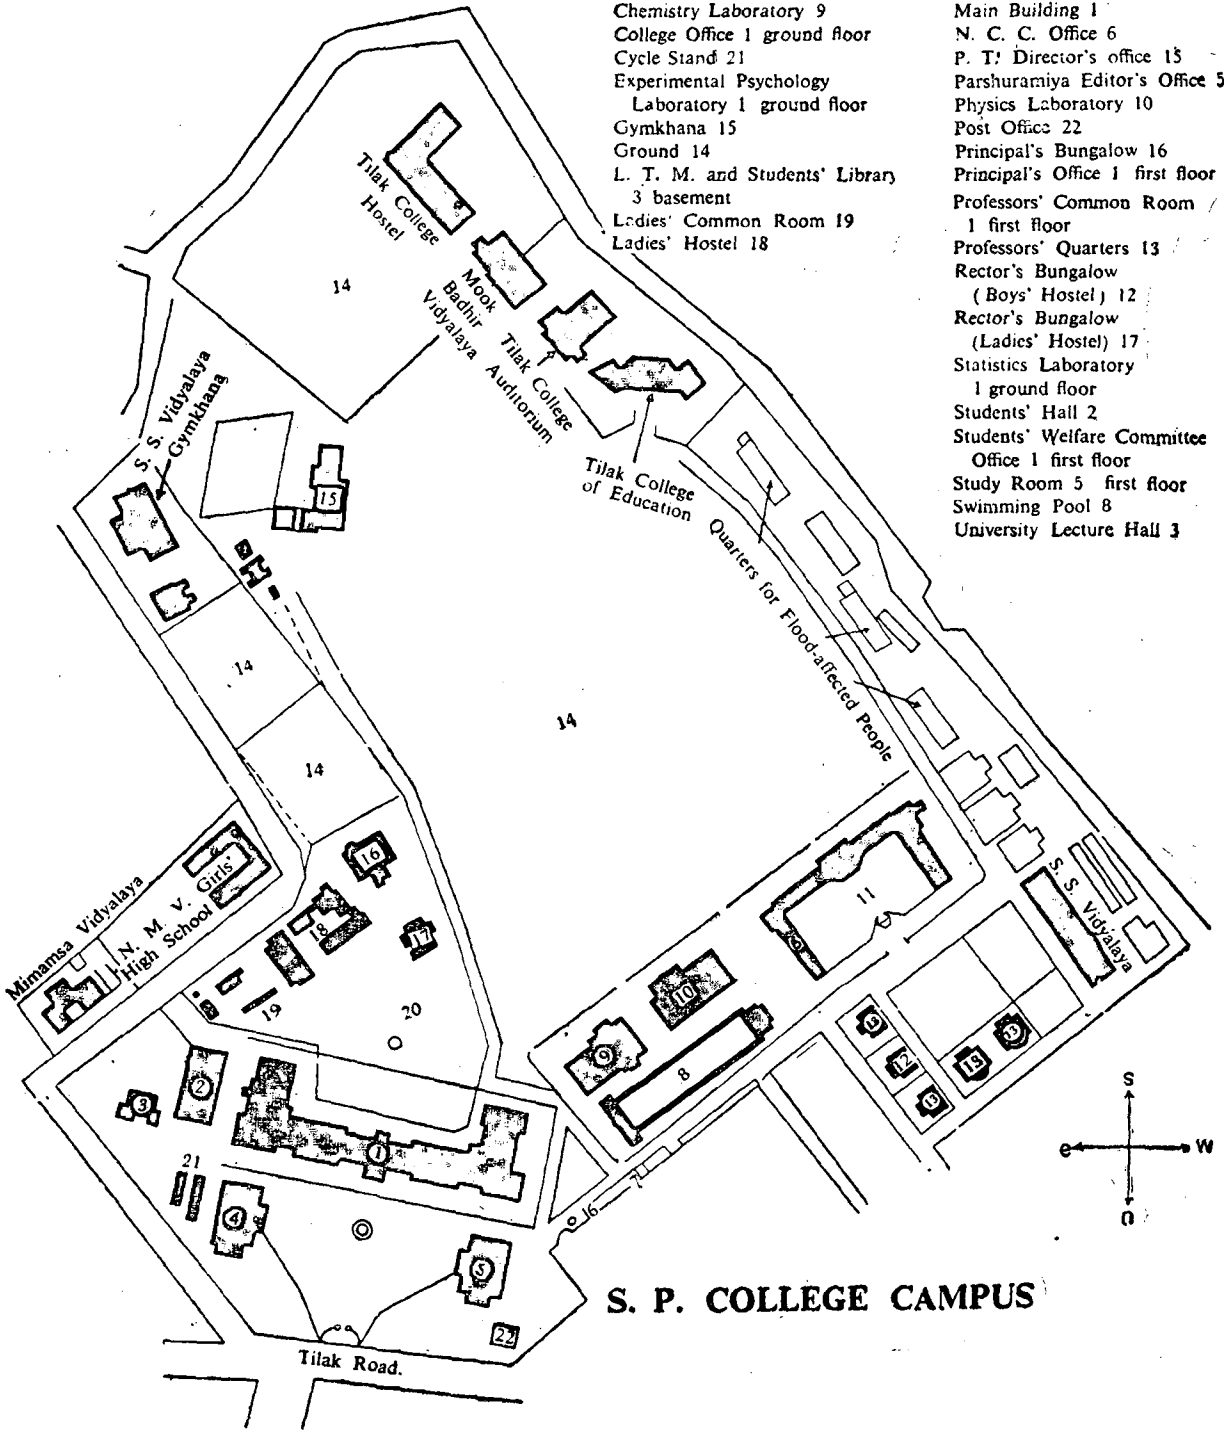 Chemistry Laboratory 9
College Office 1 ground floor
Cycle Stand 21
Experimental Psychology
Laboratory 1 ground floor
Gymkhana 15
Ground 14
L. T. M. and Students' Library
3 basement
Ladies' Common Room 19
Ladies' Hostel 18
Main Building 1
N. C. C. Office 6
P. T. Director's office 15
Parshuramiya Editor's Office 5
Physics Laboratory 10
Post Office 22
Principal's Bungalow 16
Principal's Office 1 first floor
Professors' Common Room
1 first floor
Professors' Quarters 13
Rector's Bungalow
(Boys' Hostel) 12
Rector's Bungalow
(Ladies' Hostel) 17
Statistics Laboratory
1 ground floor
Students' Hall 2
Students' Welfare Committee
Office 1 first floor
Study Room 5 first floor
Swimming Pool 8
University Lecture Hall 3
Tilak College
Hostel
14
Mook
Badhir
Vidyalaya
Tilak College
Auditorium
S. S. Vidyalaya
Gymkhana
15
Tilak College
of Education
Quarters for Flood-affected People
14
14
14
16
11
S. S. Vidyalaya
Mimamsa Vidyalaya
N. M. V. Girls'
High School
18
17
19
20
10
9
8
13
12
13
13
13
2
3
1
21
4
5
6
7
22
S
e
W
n
S. P. COLLEGE CAMPUS
Tilak Road.